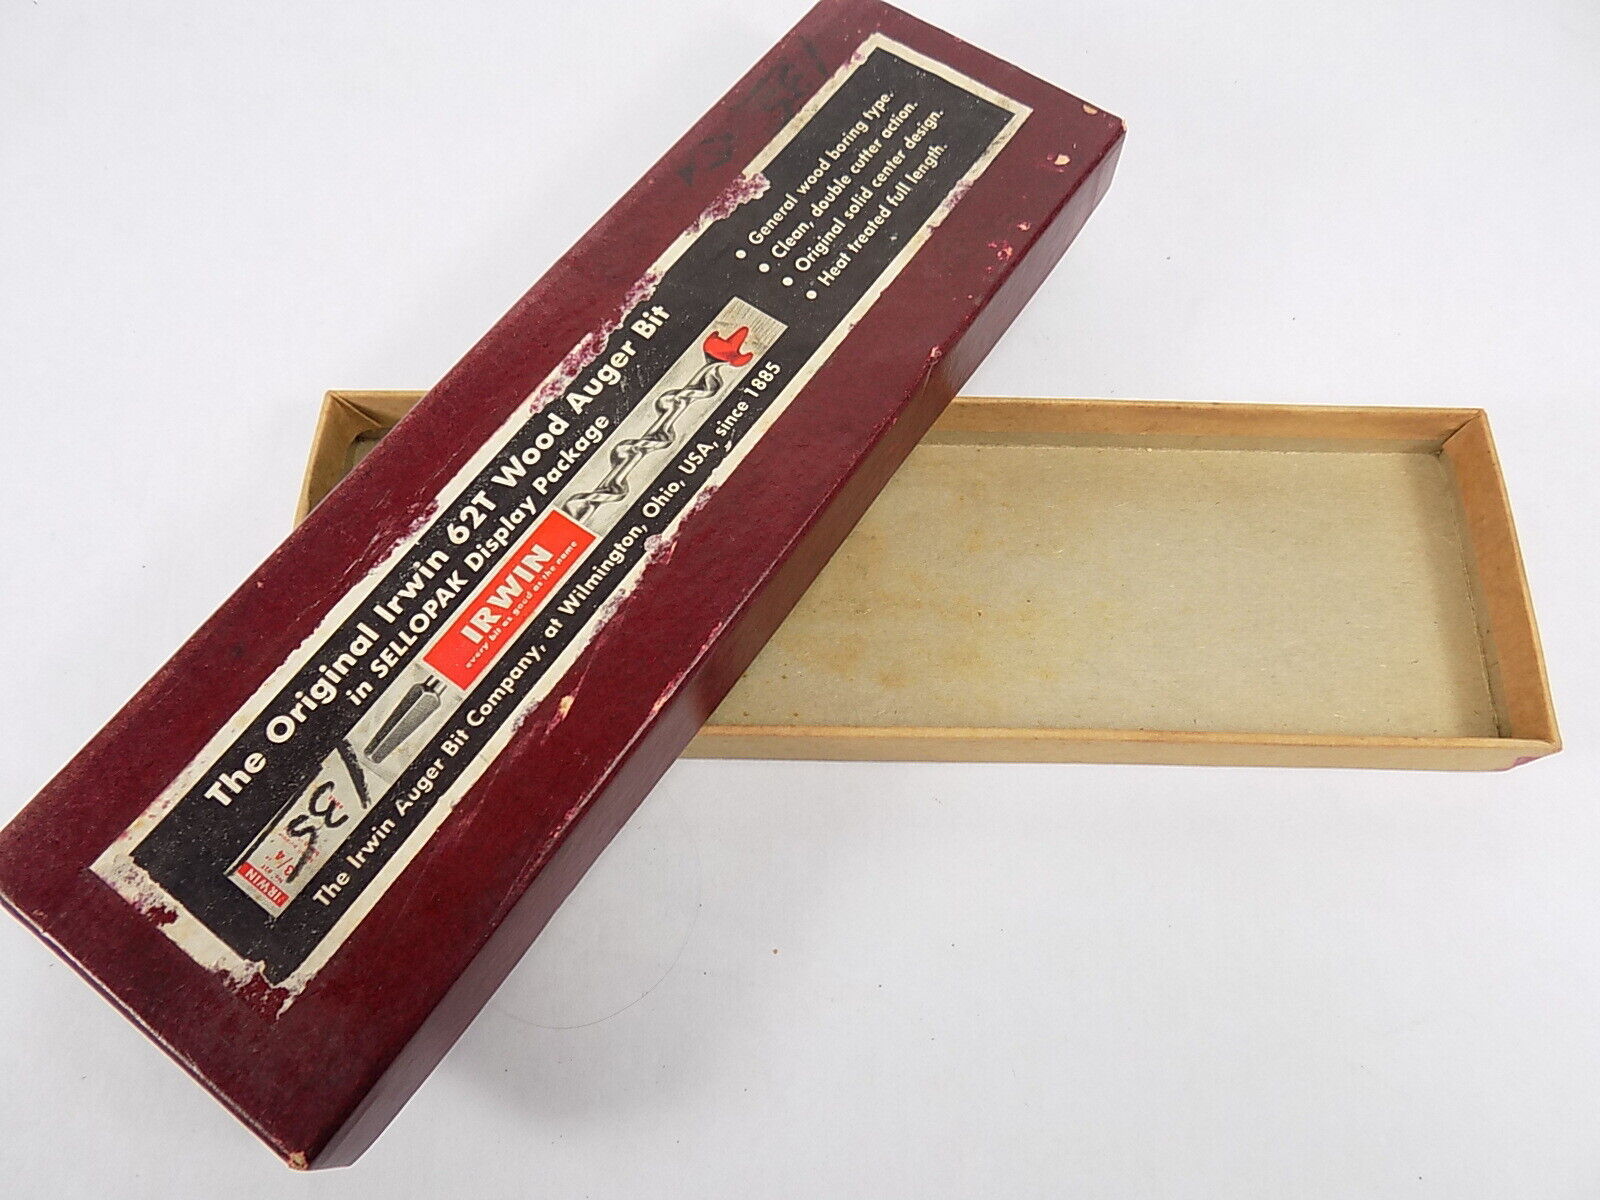 The Original Irwin 62T Wood Auger Bit
in SELLOPAK Display Package
IRWIN
3/4
IRWIN
every bit as good as the name
The Irwin Auger Bit Company, at Wilmington, Ohio, USA, since 1885
• General wood boring type.
• Clean, double cutter action.
• Original solid center design.
• Heat treated full length.